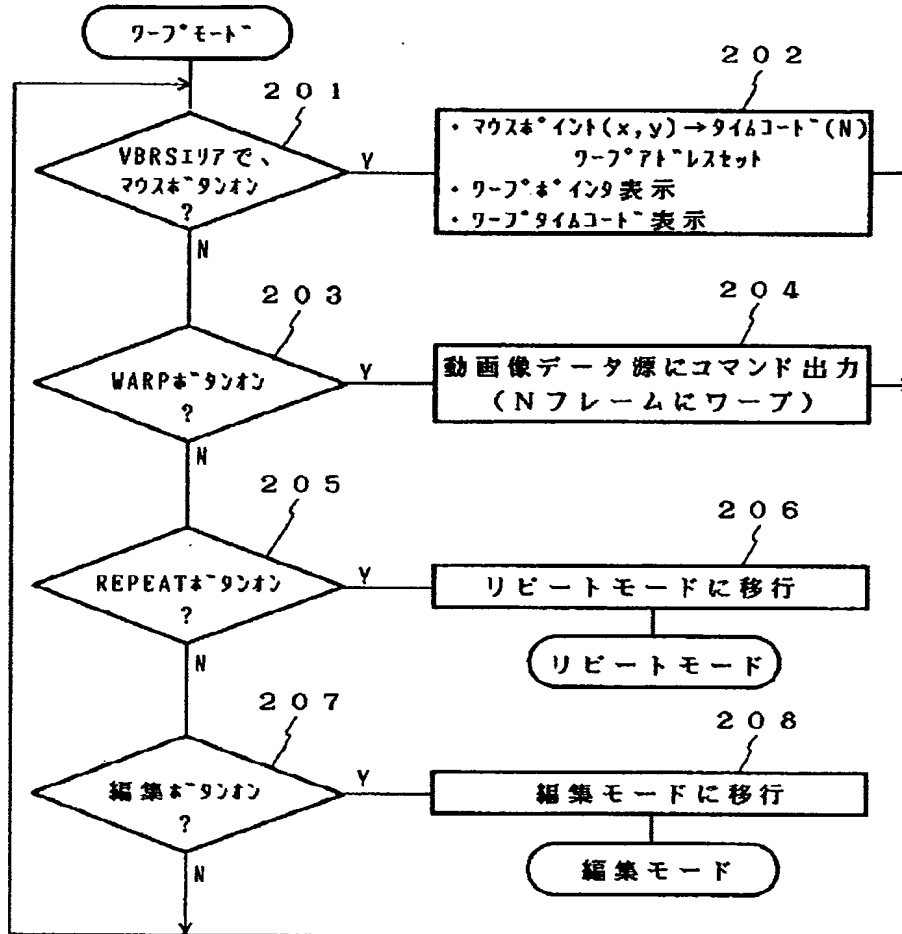 ワープモード
201
VBRSエリアで、
マウスボタンオン
?
Y
N
202
・マウスポイント(x,y)→タイムコード(N)
ワープアドレスセット
・ワープポインタ表示
・ワープタイムコード表示
203
WARPボタンオン
?
Y
N
204
動画像データ源にコマンド出力
(Nフレームにワープ)
205
REPEATボタンオン
?
Y
N
206
リピートモードに移行
リピートモード
207
編集ボタンオン
?
Y
N
208
編集モードに移行
編集モード